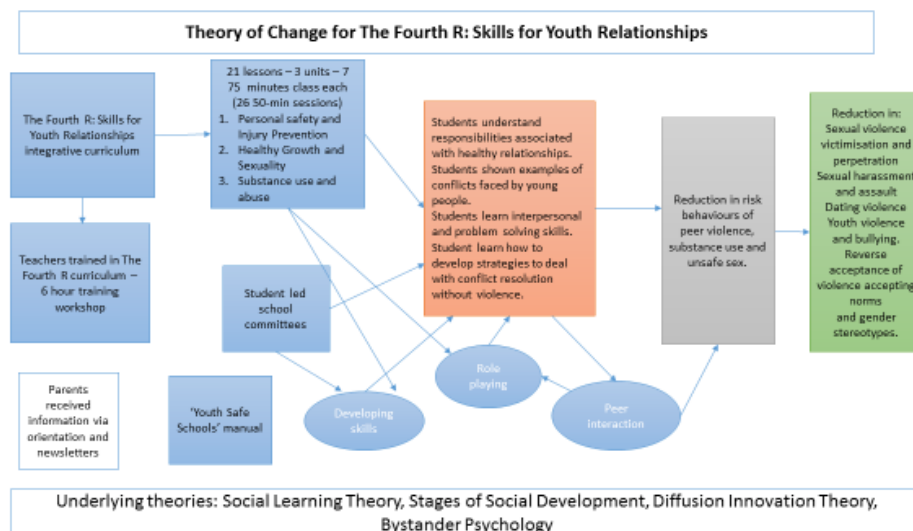 Theory of Change for The Fourth R: Skills for Youth Relationships
The Fourth R: Skills for
Youth Relationships
integrative curriculum
Teachers trained in The
Fourth R curriculum –
6 hour training
workshop
Parents
received
information via
orientation and
newsletters
21 lessons – 3 units – 7
75 minutes class each
(26 50-min sessions)
1. Personal safety and
Injury Prevention
2. Healthy Growth and
Sexuality
3. Substance use and
abuse
Student led
school
committees
'Youth Safe
Schools' manual
Developing
skills
Role
playing
Peer
interaction
Students understand
responsibilities associated
with healthy relationships.
Students shown examples of
conflicts faced by young
people.
Students learn interpersonal
and problem solving skills.
Student learn how to
develop strategies to deal
with conflict resolution
without violence.
Reduction in risk
behaviours of
peer violence,
substance use and
unsafe sex.
Reduction in:
Sexual violence
victimisation and
perpetration
Sexual harassment
and assault
Dating violence
Youth violence
and bullying.
Reverse
acceptance of
violence accepting
norms
and gender
stereotypes.
Underlying theories: Social Learning Theory, Stages of Social Development, Diffusion Innovation Theory,
Bystander Psychology